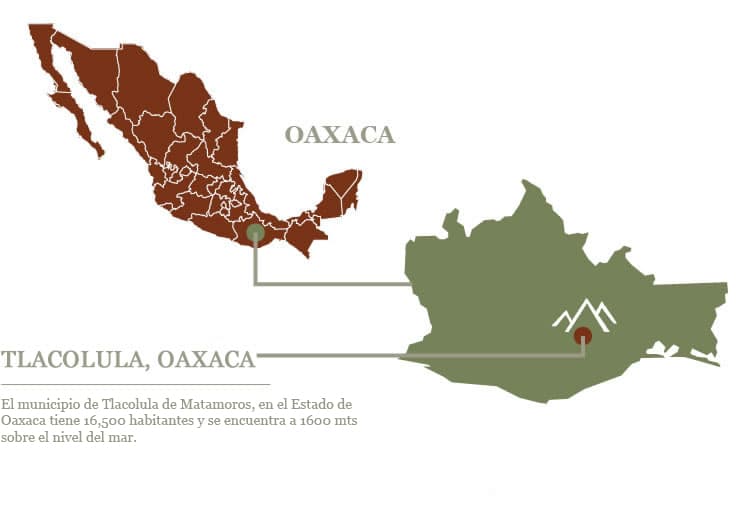 OAXACA
TLACOLULA, OAXACA
El municipio de Tlacolula de Matamoros, en el Estado de
Oaxaca tiene 16,500 habitantes y se encuentra a 1600 mts
sobre el nivel del mar.